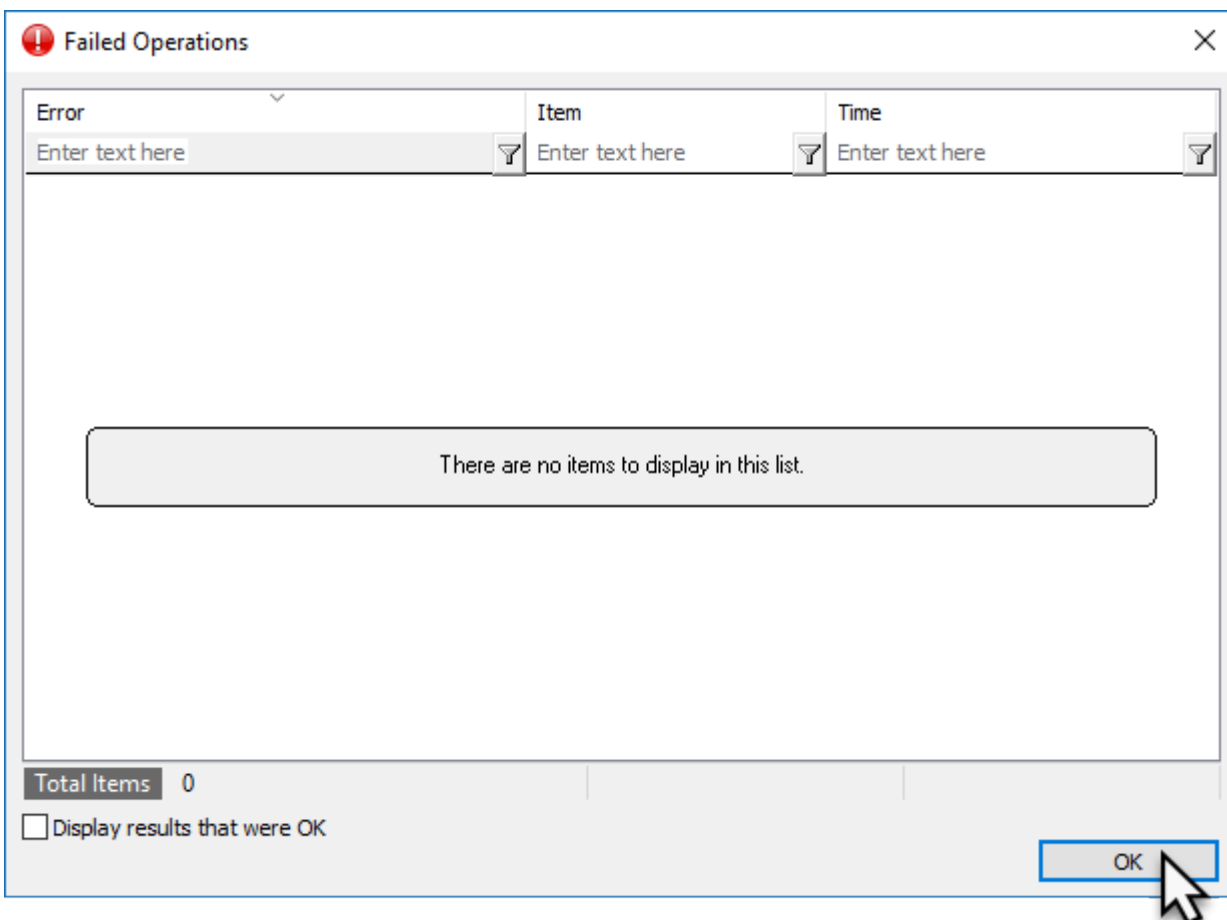 Failed Operations
Error Item Time
Enter text here Enter text here Enter text here
There are no items to display in this list.
Total Items 0
Display results that were OK
OK